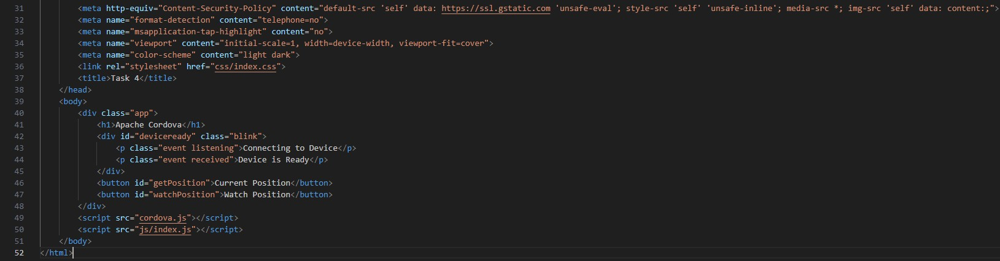 31 <meta http-equiv="Content-Security-Policy" content="default-src 'self' data: https://ssl.gstatic.com 'unsafe-eval'; style-src 'self' 'unsafe-inline'; media-src *; img-src 'self' data: content:;">
32 <meta name="format-detection" content="telephone=no">
33 <meta name="msapplication-tap-highlight" content="no">
34 <meta name="viewport" content="initial-scale=1, width=device-width, viewport-fit=cover">
35 <meta name="color-scheme" content="light dark">
36 <link rel="stylesheet" href="css/index.css">
37 <title>Task 4</title>
38 </head>
39 <body>
40 <div class="app">
41 <h1>Apache Cordova</h1>
42 <div id="deviceready" class="blink">
43 <p class="event listening">Connecting to Device</p>
44 <p class="event received">Device is Ready</p>
45 </div>
46 <button id="getPosition">Current Position</button>
47 <button id="watchPosition">Watch Position</button>
48 </div>
49 <script src="cordova.js"></script>
50 <script src="js/index.js"></script>
51 </body>
52 </html>